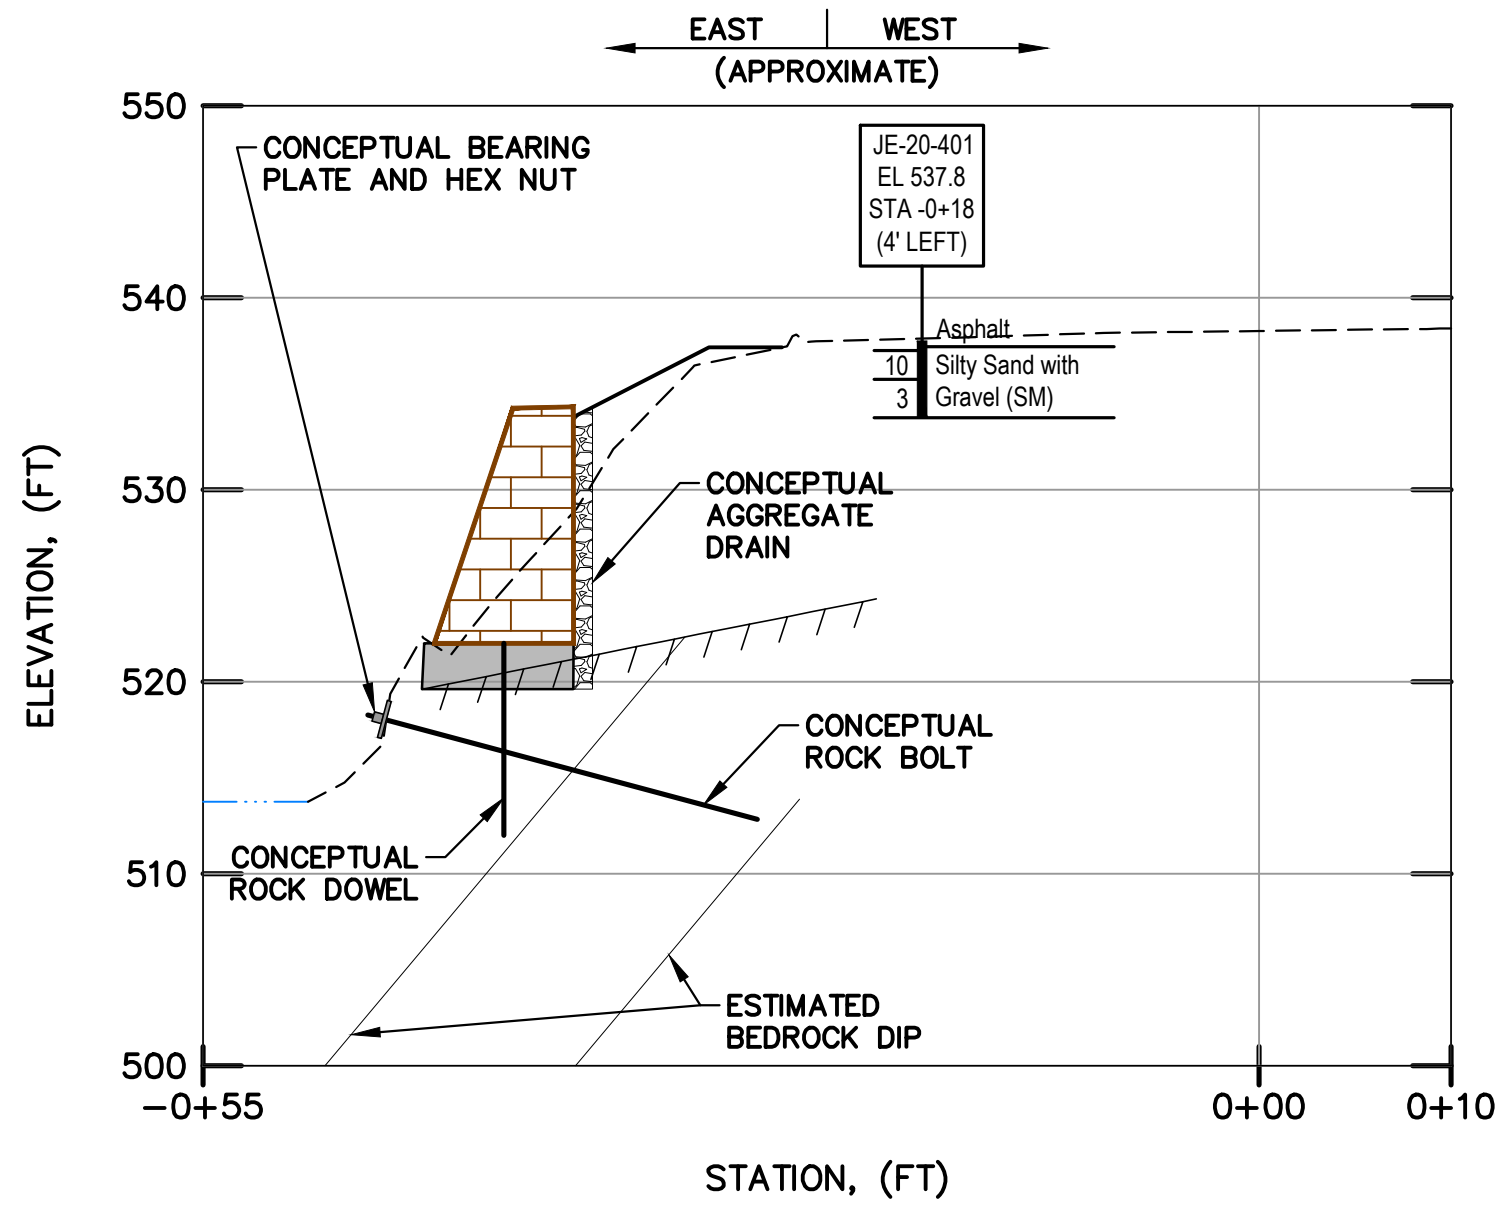 EAST WEST
(APPROXIMATE)
550
CONCEPTUAL BEARING
PLATE AND HEX NUT
JE-20-401
EL 537.8
STA -0+18
(4' LEFT)
540
Asphalt
10 Silty Sand with
3 Gravel (SM)
530
CONCEPTUAL
AGGREGATE
DRAIN
ELEVATION, (FT)
520
CONCEPTUAL
ROCK BOLT
CONCEPTUAL
ROCK DOWEL
510
ESTIMATED
BEDROCK DIP
500
-0+55 0+00 0+10
STATION, (FT)